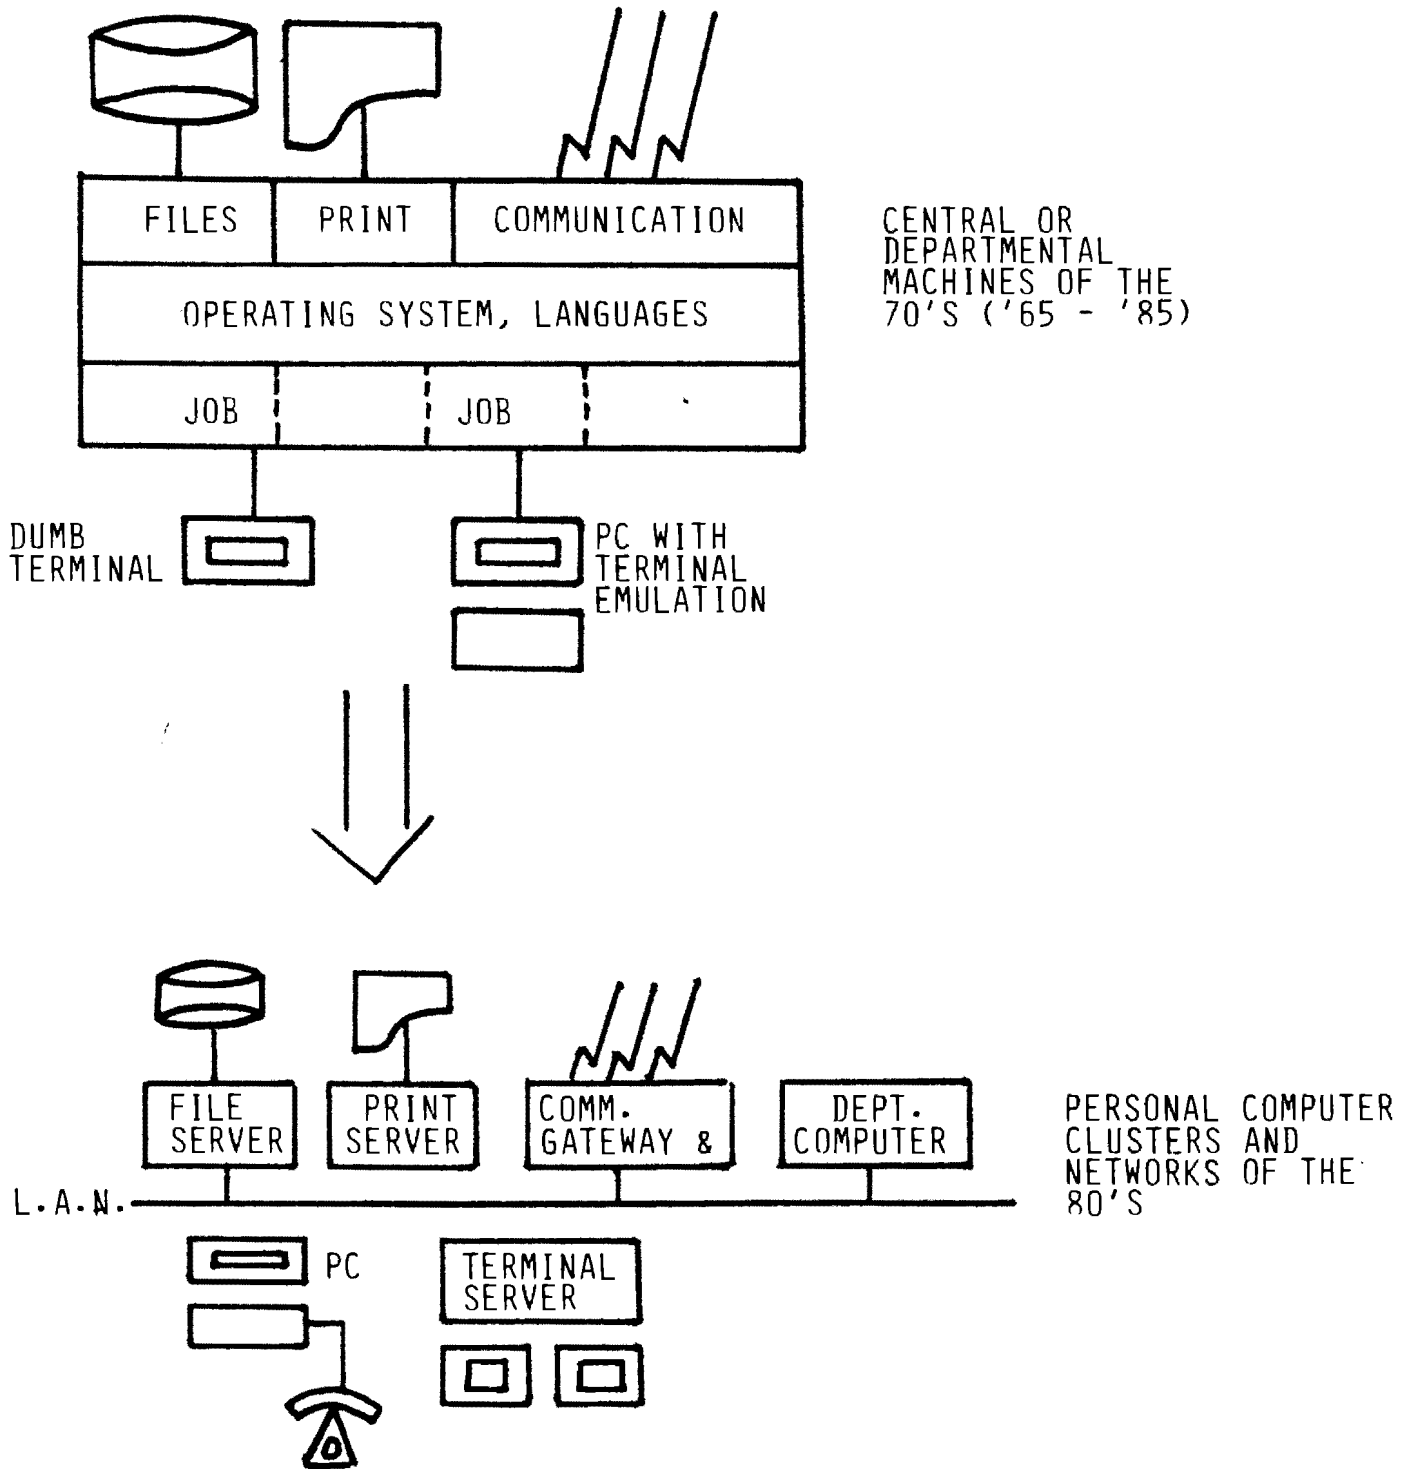 FILES PRINT COMMUNICATION
OPERATING SYSTEM, LANGUAGES
JOB JOB
CENTRAL OR
DEPARTMENTAL
MACHINES OF THE
70'S ('65 - '85)
DUMB
TERMINAL
PC WITH
TERMINAL
EMULATION
FILE
SERVER
PRINT
SERVER
COMM.
GATEWAY &
DEPT.
COMPUTER
PERSONAL COMPUTER
CLUSTERS AND
NETWORKS OF THE
80'S
L.A.N.
PC
TERMINAL
SERVER